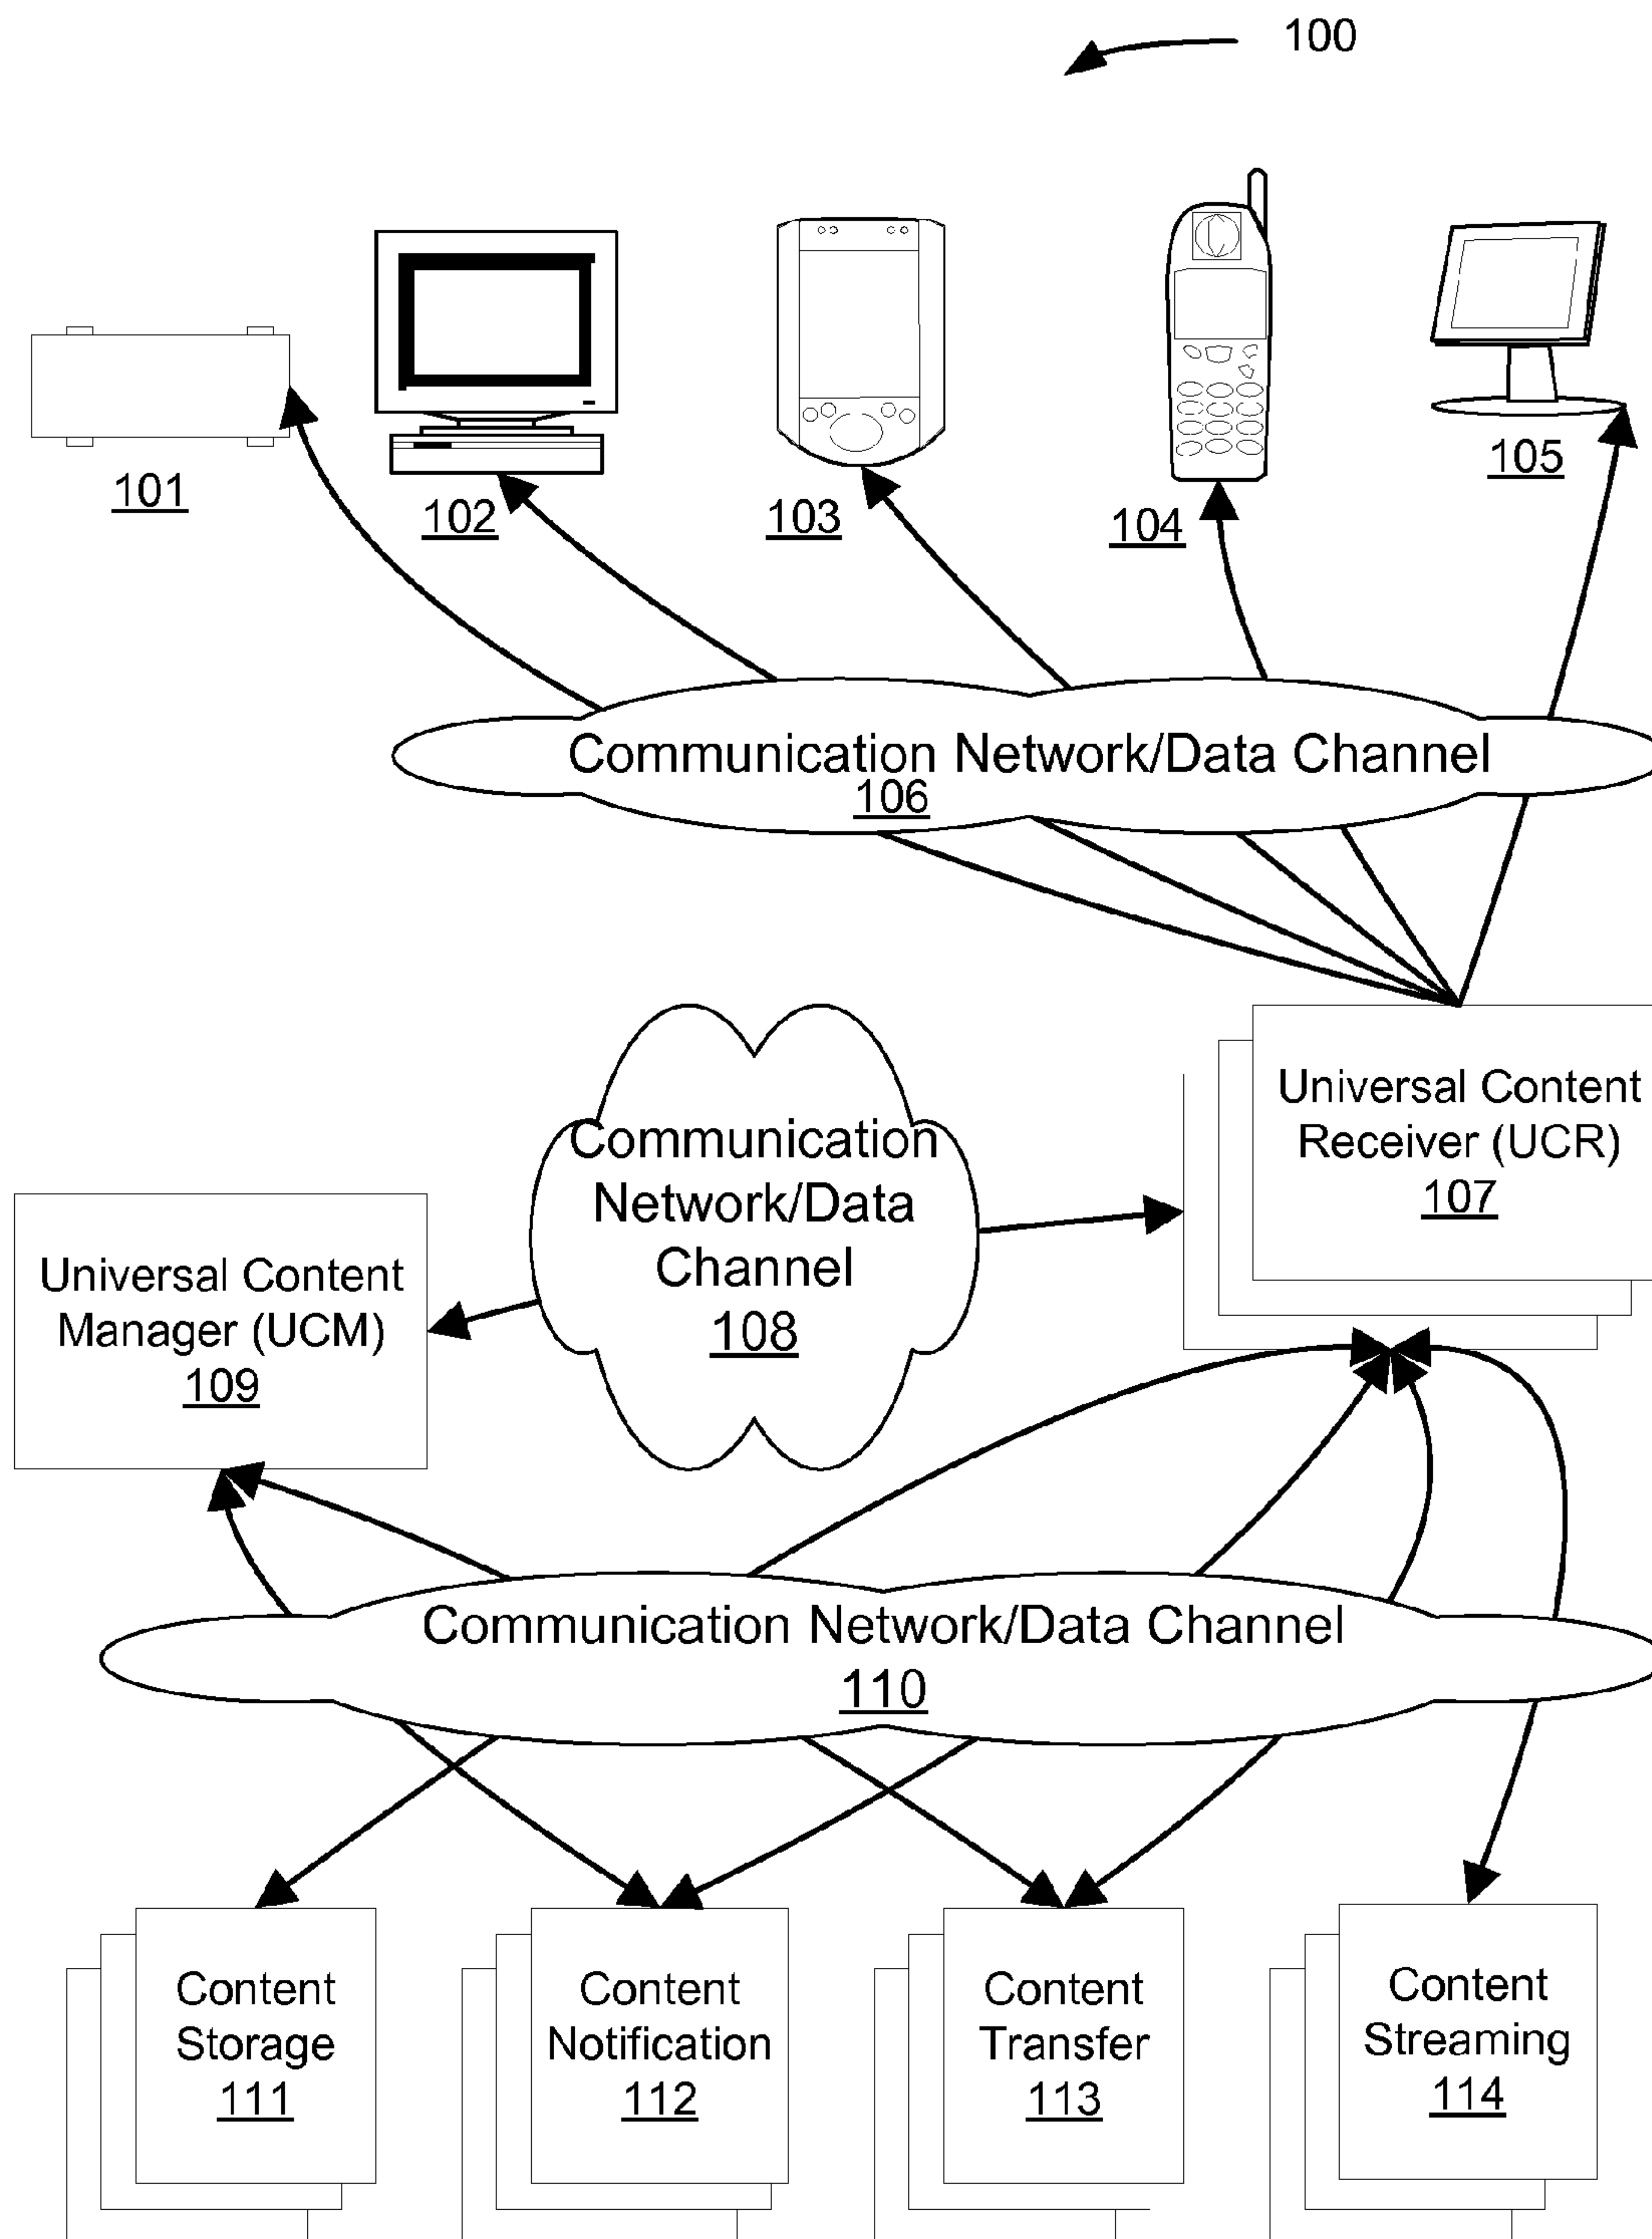 100
101
102
103
104
105
Communication Network/Data Channel
106
Universal Content
Receiver (UCR)
107
Communication
Network/Data
Channel
108
Universal Content
Manager (UCM)
109
Communication Network/Data Channel
110
Content
Storage
111
Content
Notification
112
Content
Transfer
113
Content
Streaming
114